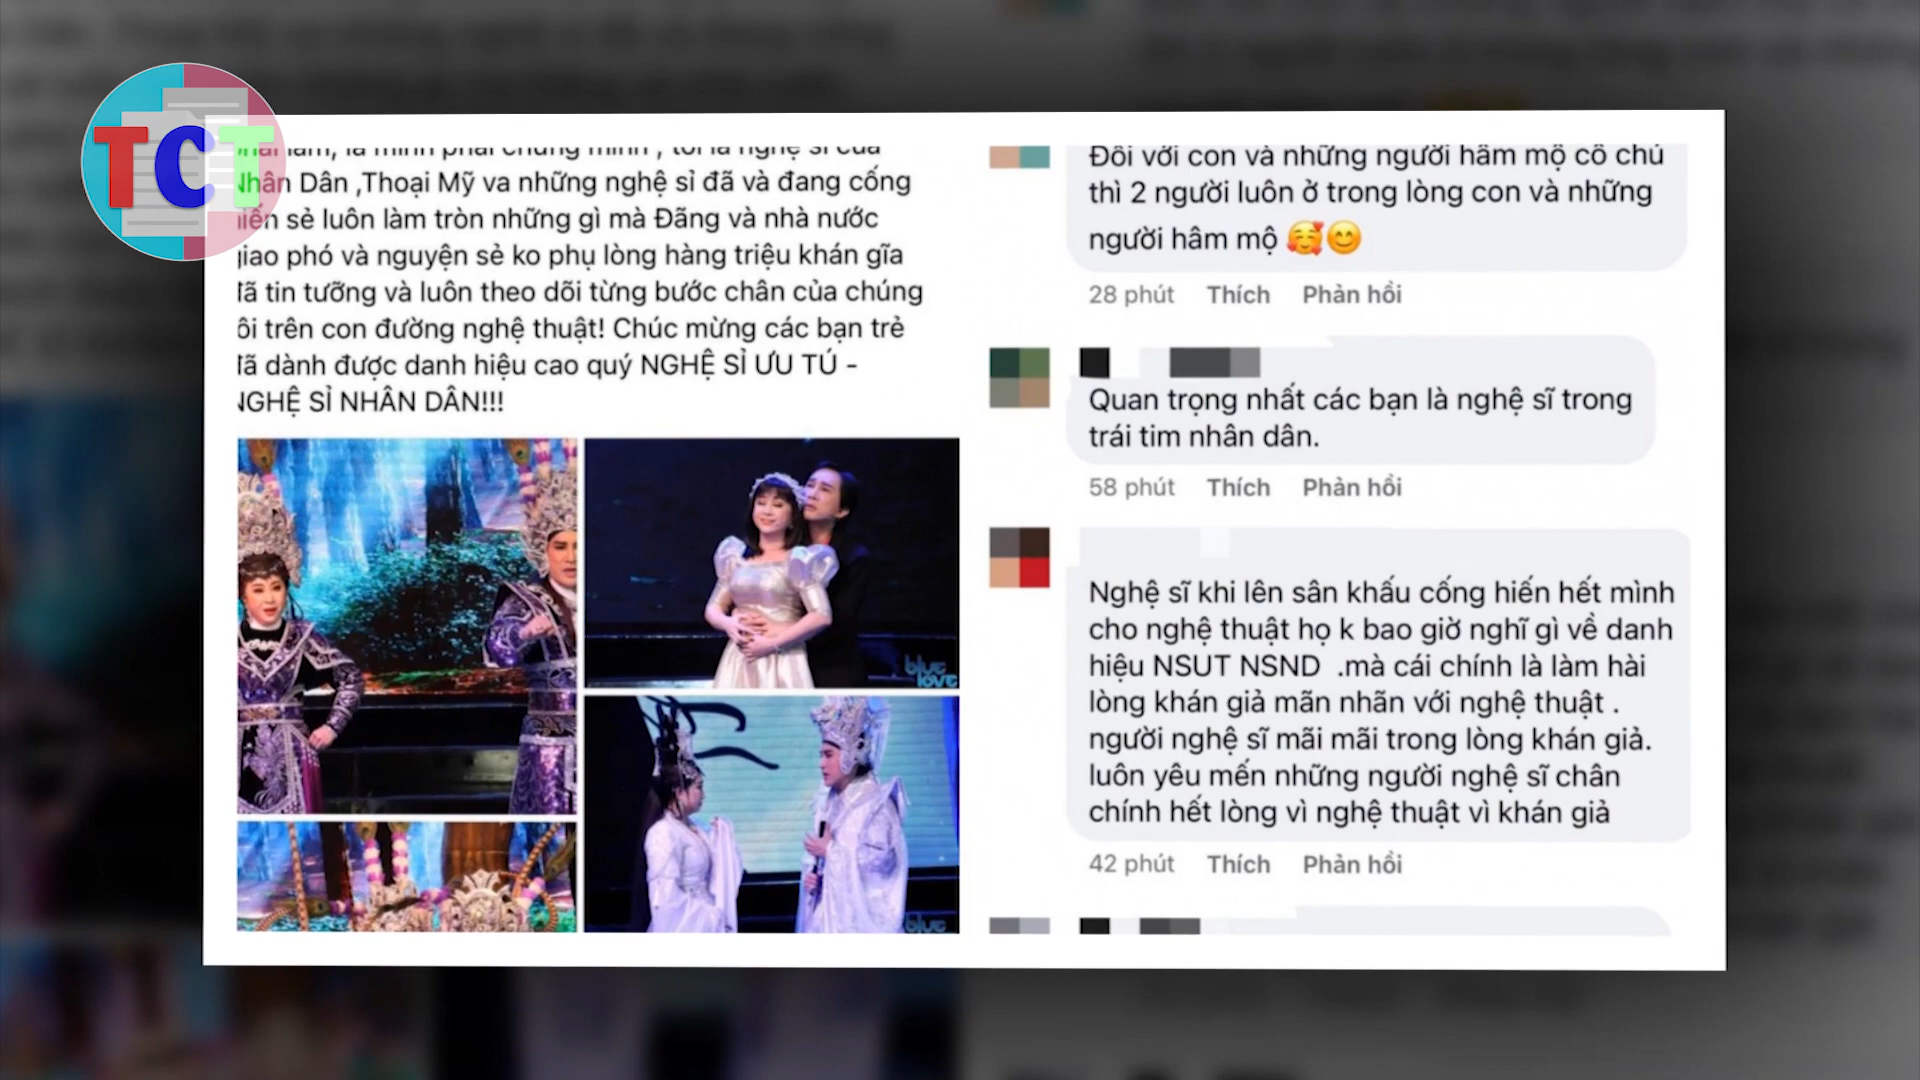 TCT
Nhân Dân ,Thoại Mỹ va những nghệ sỉ đã và đang cống
hiến sẻ luôn làm tròn những gì mà Đãng và nhà nước
giao phó và nguyện sẻ ko phụ lòng hàng triệu khán gĩa
đã tin tưỡng và luôn theo dõi từng bước chân của chúng
ôi trên con đường nghệ thuật! Chúc mừng các bạn trẻ
đã dành được danh hiệu cao quý NGHỆ SỈ ƯU TÚ -
NGHỆ SỈ NHÂN DÂN!!!
blue
love
blue
Đối với con và những người hâm mộ cô chú
thì 2 người luôn ở trong lòng con và những
người hâm mộ 🥰😊
28 phút Thích Phản hồi
Quan trọng nhất các bạn là nghệ sĩ trong
trái tim nhân dân.
58 phút Thích Phản hồi
Nghệ sĩ khi lên sân khấu cống hiến hết mình
cho nghệ thuật họ k bao giờ nghĩ gì về danh
hiệu NSUT NSND .mà cái chính là làm hài
lòng khán giả mãn nhãn với nghệ thuật .
người nghệ sĩ mãi mãi trong lòng khán giả.
luôn yêu mến những người nghệ sĩ chân
chính hết lòng vì nghệ thuật vì khán giả
42 phút Thích Phản hồi